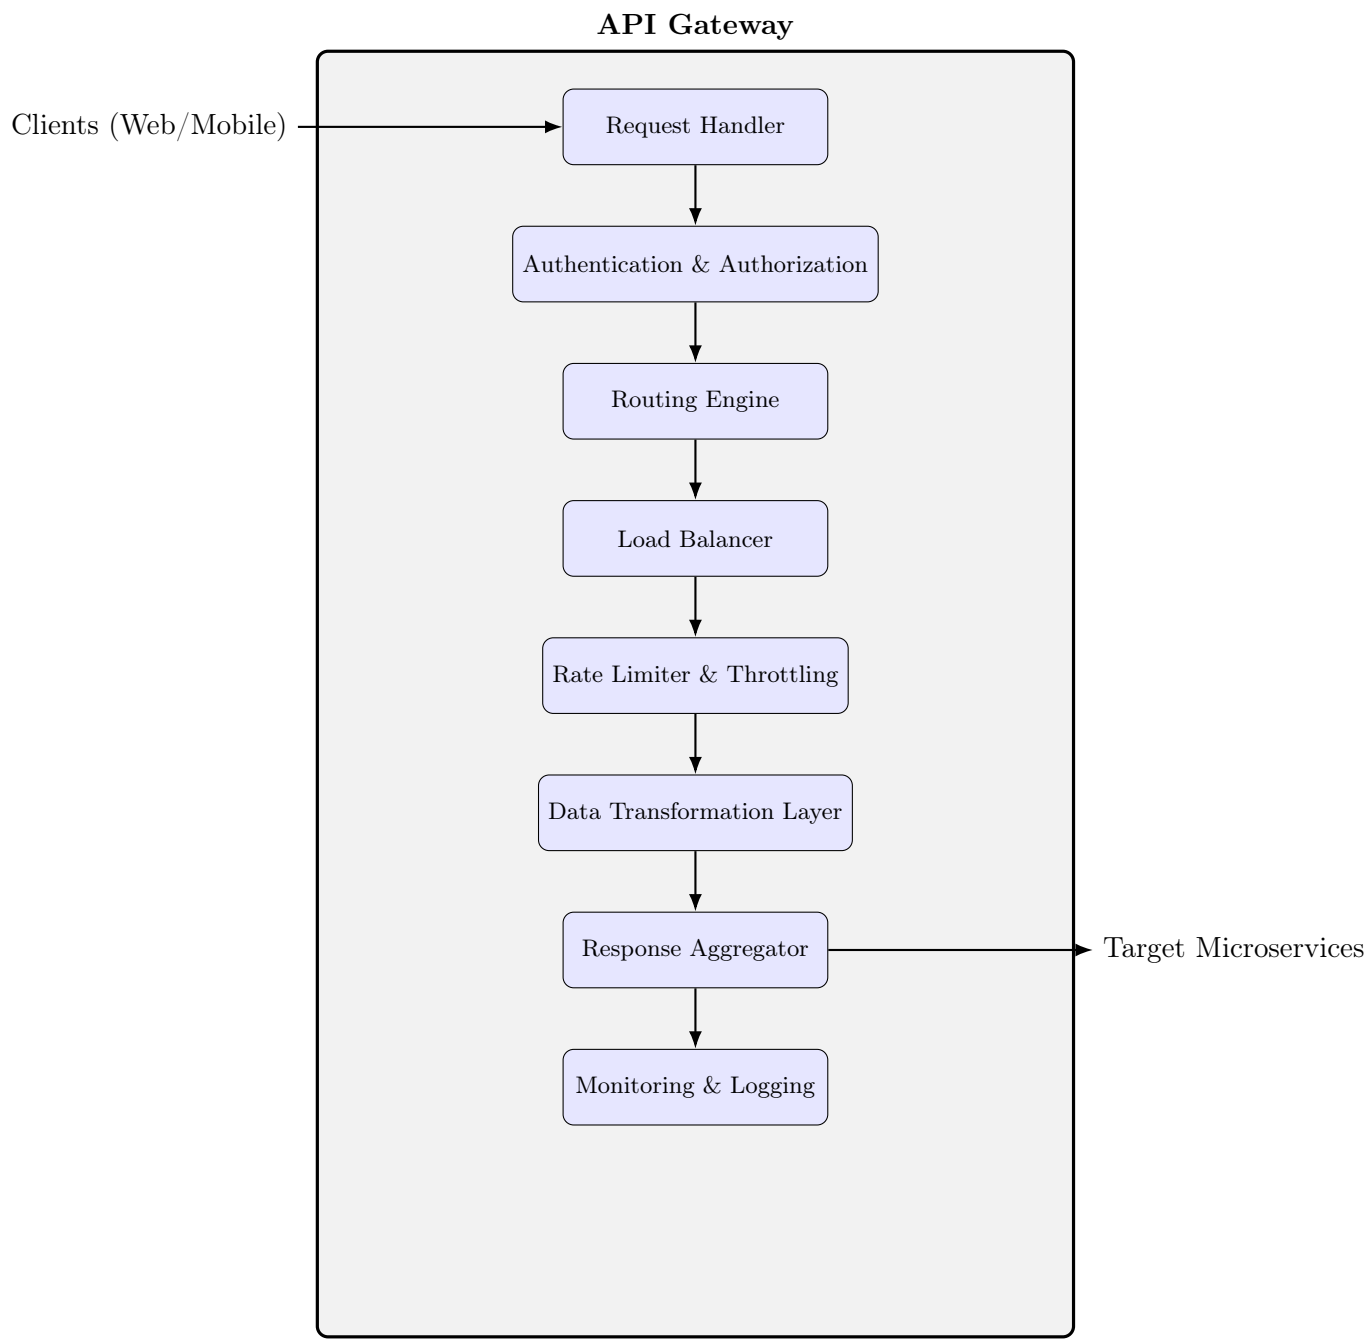 API Gateway
Clients (Web/Mobile)
Request Handler
Authentication & Authorization
Routing Engine
Load Balancer
Rate Limiter & Throttling
Data Transformation Layer
Response Aggregator
Target Microservices
Monitoring & Logging